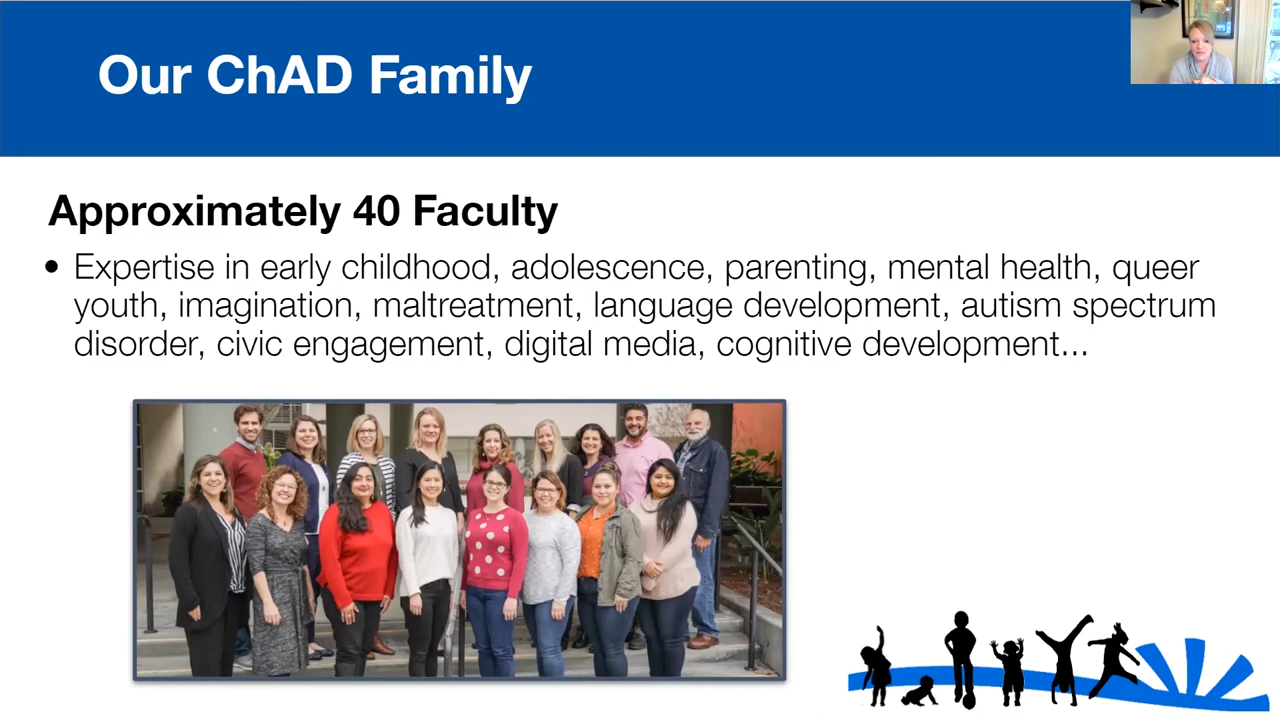 Our ChAD Family
Approximately 40 Faculty
• Expertise in early childhood, adolescence, parenting, mental health, queer
youth, imagination, maltreatment, language development, autism spectrum
disorder, civic engagement, digital media, cognitive development...